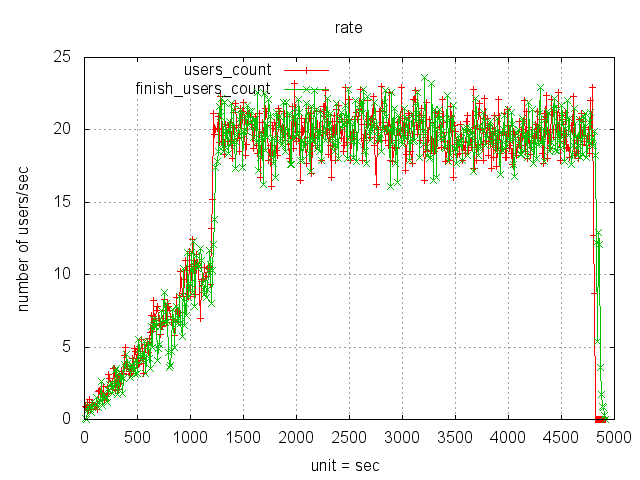 rate
users_count
finish_users_count
number of users/sec
25
20
15
10
5
0
0 500 1000 1500 2000 2500 3000 3500 4000 4500 5000
unit = sec